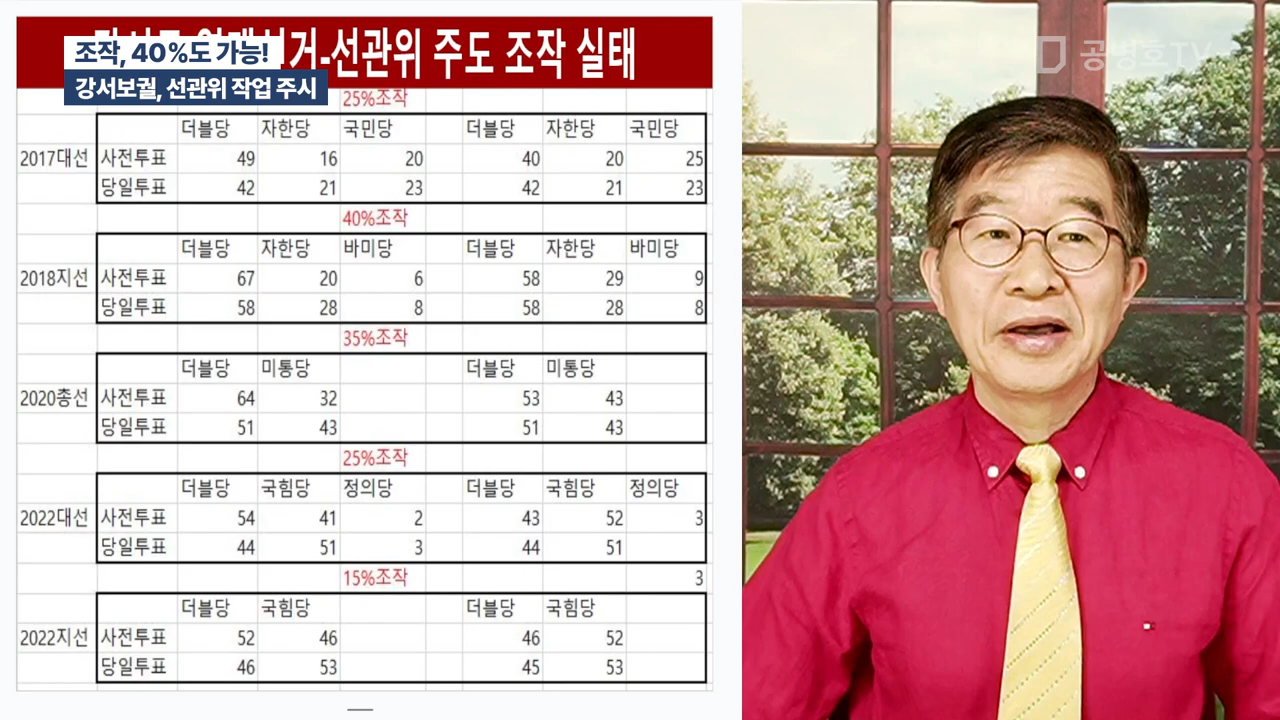 조작, 40%도 가능!
거-선관위 주도 조작 실태
강서보궐, 선관위 작업 주시
공병호TV
25%조작
더블당 자한당 국민당 더블당 자한당 국민당
2017대선 사전투표 49 16 20 40 20 25
당일투표 42 21 23 42 21 23
40%조작
더블당 자한당 바미당 더블당 자한당 바미당
2018지선 사전투표 67 20 6 58 29 9
당일투표 58 28 8 58 28 8
35%조작
더블당 미통당 더블당 미통당
2020총선 사전투표 64 32 53 43
당일투표 51 43 51 43
25%조작
더블당 국힘당 정의당 더블당 국힘당 정의당
2022대선 사전투표 54 41 2 43 52 3
당일투표 44 51 3 44 51
15%조작 3
더블당 국힘당 더블당 국힘당
2022지선 사전투표 52 46 46 52
당일투표 46 53 45 53